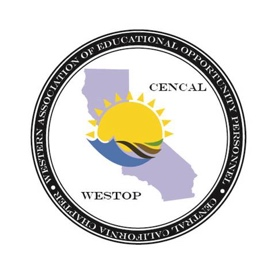 WESTERN ASSOCIATION OF EDUCATIONAL OPPORTUNITY PERSONNEL •
CENTRAL CALIFORNIA CHAPTER •
CENCAL
WESTOP